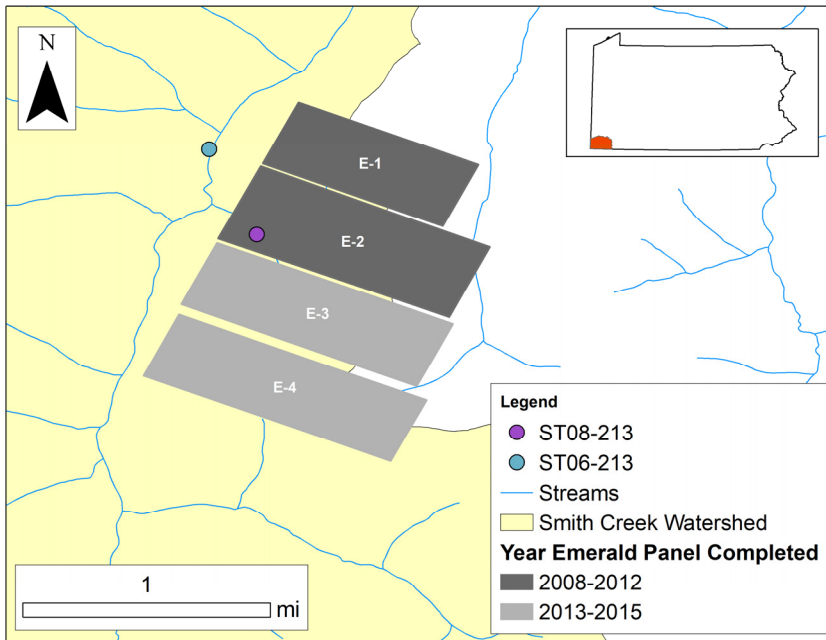 N
E-1
E-2
E-3
E-4
Legend
ST08-213
ST06-213
Streams
Smith Creek Watershed
Year Emerald Panel Completed
2008-2012
2013-2015
1
mi